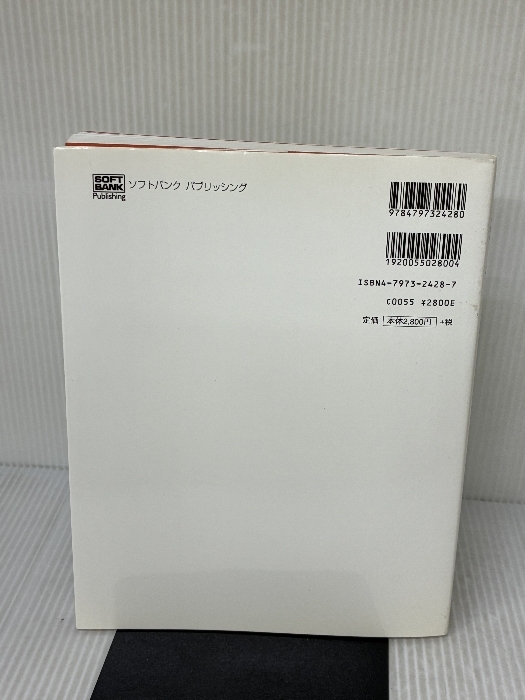 SOFT
BANK
Publishing
ソフトバンク パブリッシング
9784797324280
1920055028004
ISBN4-7973-2428-7
C0055 ¥2800E
定価 本体2,800円 +税